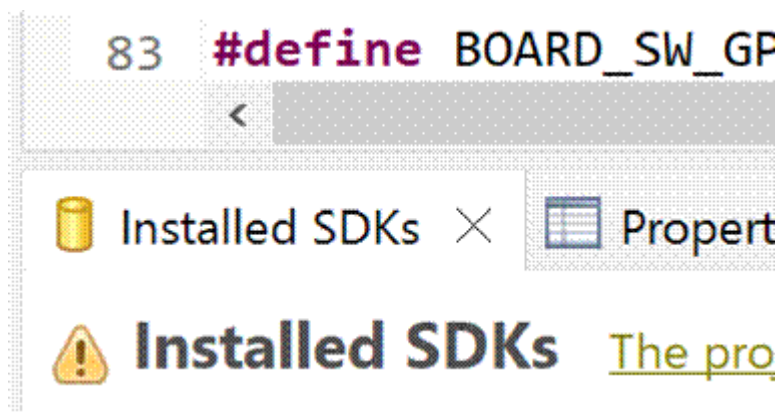 83 #define BOARD_SW_GP
Installed SDKs Propert
Installed SDKs The pro